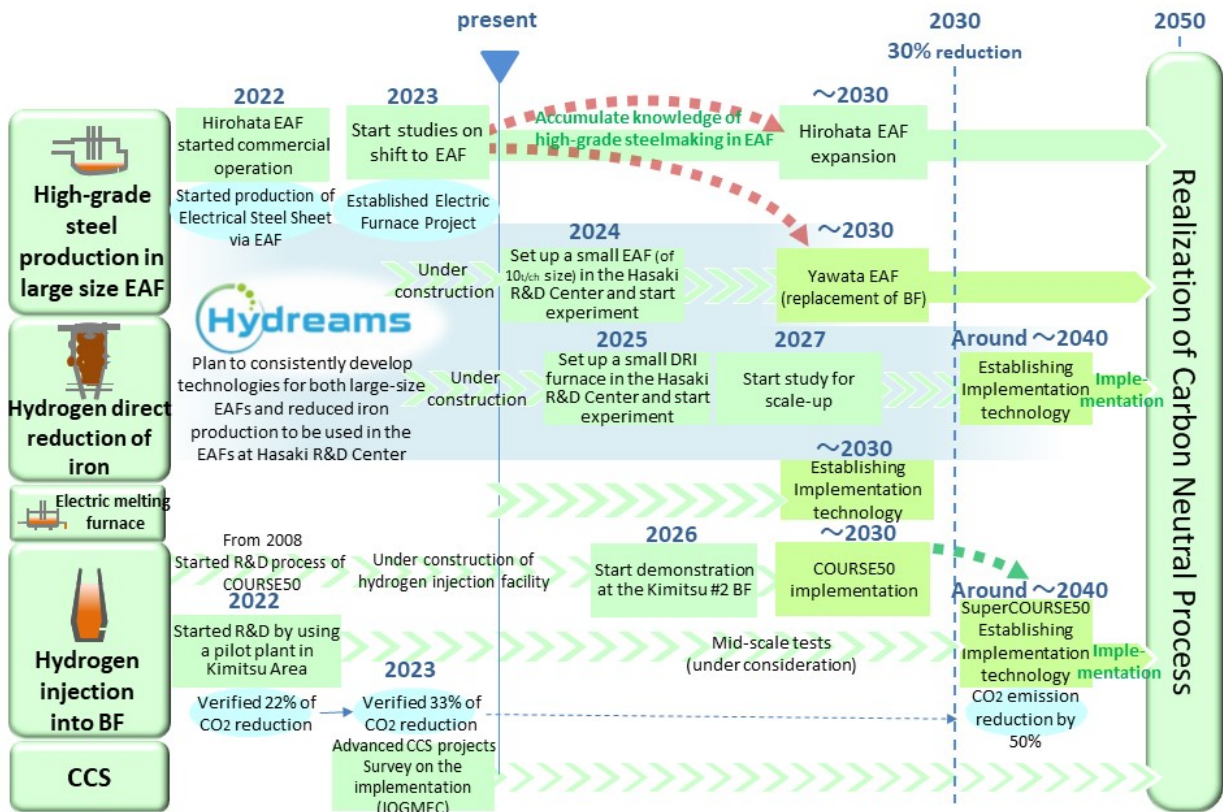 present
2030
30% reduction
2050
High-grade
steel
production in
large size EAF
2022
Hirohata EAF
started commercial
operation
Started production of
Electrical Steel Sheet
via EAF
2023
Start studies on
shift to EAF
Established Electric
Furnace Project
Accumulate knowledge of
high-grade steelmaking in EAF
～2030
Hirohata EAF
expansion
Under
construction
2024
Set up a small EAF (of
10t/ch size) in the Hasaki
R&D Center and start
experiment
～2030
Yawata EAF
(replacement of BF)
Hydreams
Plan to consistently develop
technologies for both large-size
EAFs and reduced iron
production to be used in the
EAFs at Hasaki R&D Center
Hydrogen direct
reduction of
iron
Under
construction
2025
Set up a small DRI
furnace in the Hasaki
R&D Center and start
experiment
2027
Start study for
scale-up
Around ～2040
Establishing
Implementation
technology
Imple-
mentation
Electric melting
furnace
～2030
Establishing
Implementation
technology
Hydrogen
injection
into BF
From 2008
Started R&D process of
COURSE50
Under construction of
hydrogen injection facility
2026
Start demonstration
at the Kimitsu #2 BF
～2030
COURSE50
implementation
2022
Started R&D by using
a pilot plant in
Kimitsu Area
Mid-scale tests
(under consideration)
Around ～2040
SuperCOURSE50
Establishing
Implementation
technology
Imple-
mentation
Verified 22% of
CO2 reduction
2023
Verified 33% of
CO2 reduction
CO2 emission
reduction by
50%
CCS
Advanced CCS projects
Survey on the
implementation
(JOGMEC)
Realization of Carbon Neutral Process